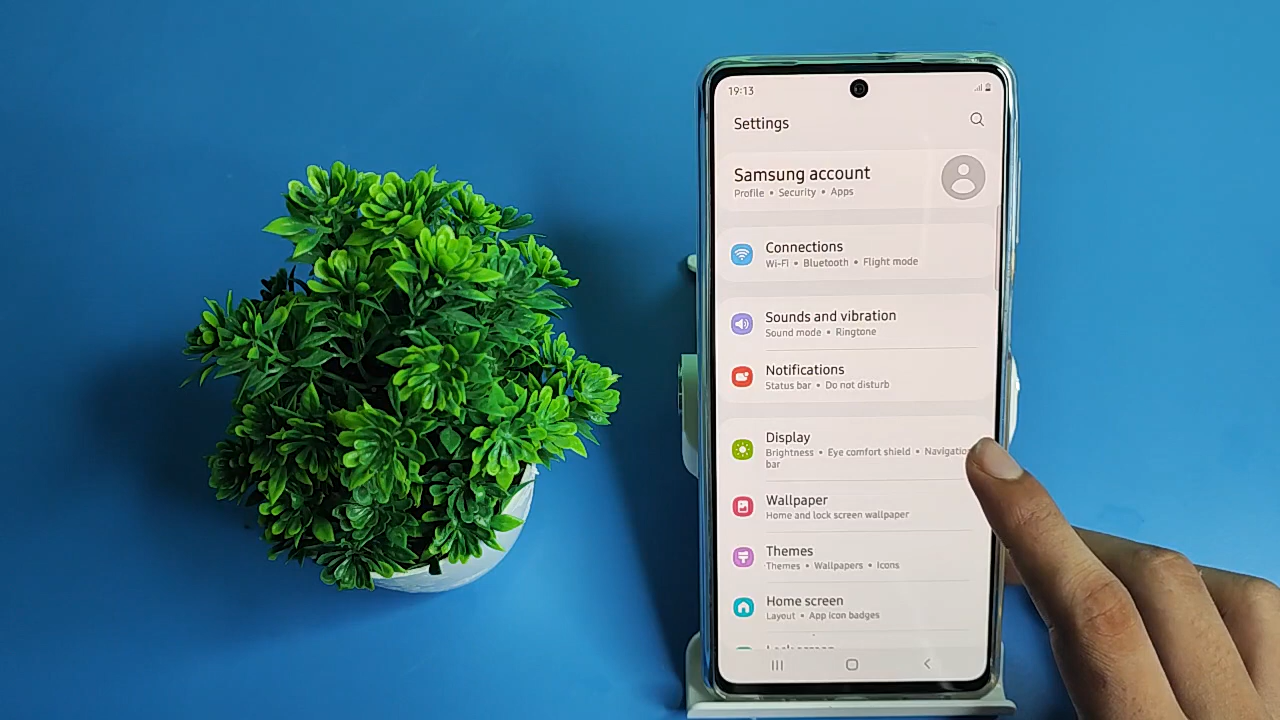 19:13
Settings
Samsung account
Profile • Security • Apps
Connections
Wi-Fi • Bluetooth • Flight mode
Sounds and vibration
Sound mode • Ringtone
Notifications
Status bar • Do not disturb
Display
Brightness • Eye comfort shield • Navigation
bar
Wallpaper
Home and lock screen wallpaper
Themes
Themes • Wallpapers • Icons
Home screen
Layout • App icon badges